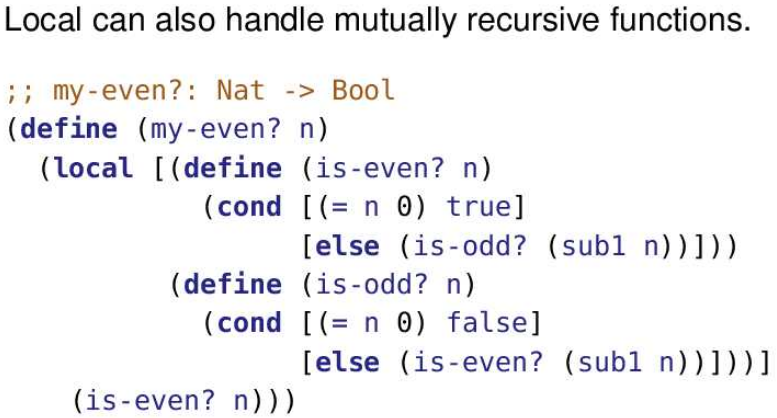 Local can also handle mutually recursive functions.
;; my-even?: Nat -> Bool
(define (my-even? n)
  (local [(define (is-even? n)
            (cond [(= n 0) true]
                  [else (is-odd? (sub1 n))]))
          (define (is-odd? n)
            (cond [(= n 0) false]
                  [else (is-even? (sub1 n))]))]
    (is-even? n)))